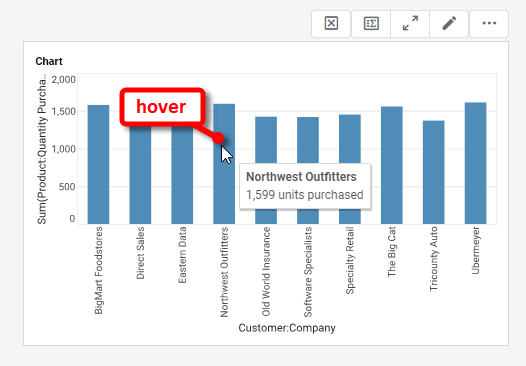 Chart
Sum(Product:Quantity Purcha..
2,000
1,500
1,000
500
0
hover
Northwest Outfitters
1,599 units purchased
BigMart Foodstores
Direct Sales
Eastern Data
Northwest Outfitters
Old World Insurance
Software Specialists
Specialty Retail
The Big Cat
Tricounty Auto
Ubermeyer
Customer:Company